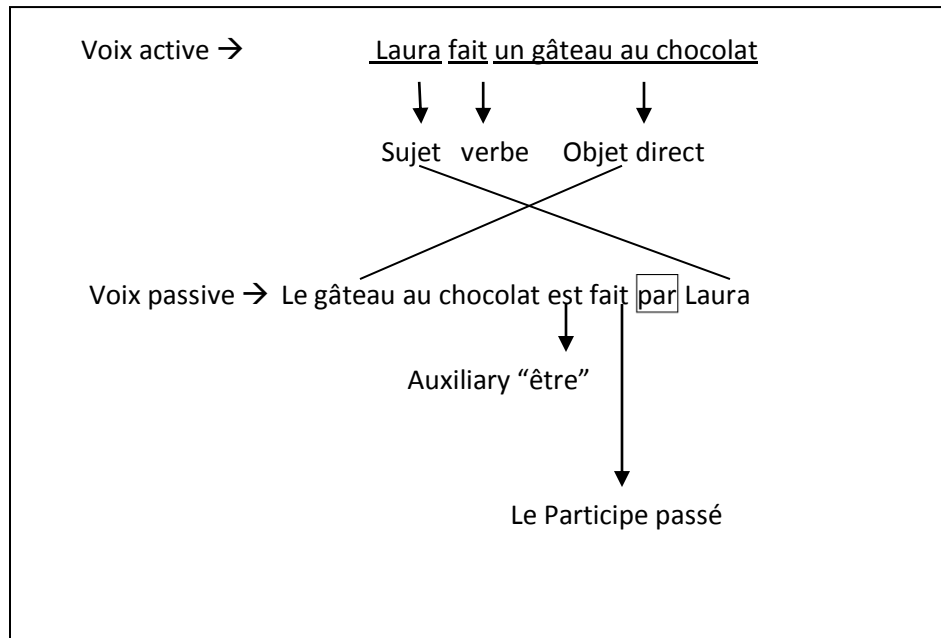 Voix active → Laura fait un gâteau au chocolat
Sujet verbe Objet direct
Voix passive → Le gâteau au chocolat est fait par Laura
Auxiliary “être”
Le Participe passé